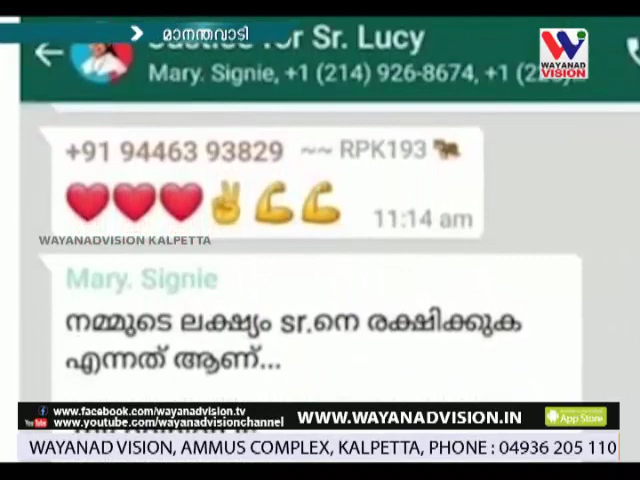 മാനന്തവാടി
Justice for Sr. Lucy
Mary. Signie, +1 (214) 926-8674, +1
WAYANAD
VISION
+91 94463 93829 ~~ RPK193 🐅
❤❤❤✌💪💪
11:14 am
WAYANADVISION KALPETTA
Mary. Signie
നമ്മുടെ ലക്ഷ്യം sr.നെ രക്ഷിക്കുക
എന്നത് ആണ്...
www.facebook.com/wayanadvision.tv
www.youtube.com/wayanadvisionchannel
WWW.WAYANADVISION.IN
App Store
WAYANAD VISION, AMMUS COMPLEX, KALPETTA, PHONE : 04936 205 110